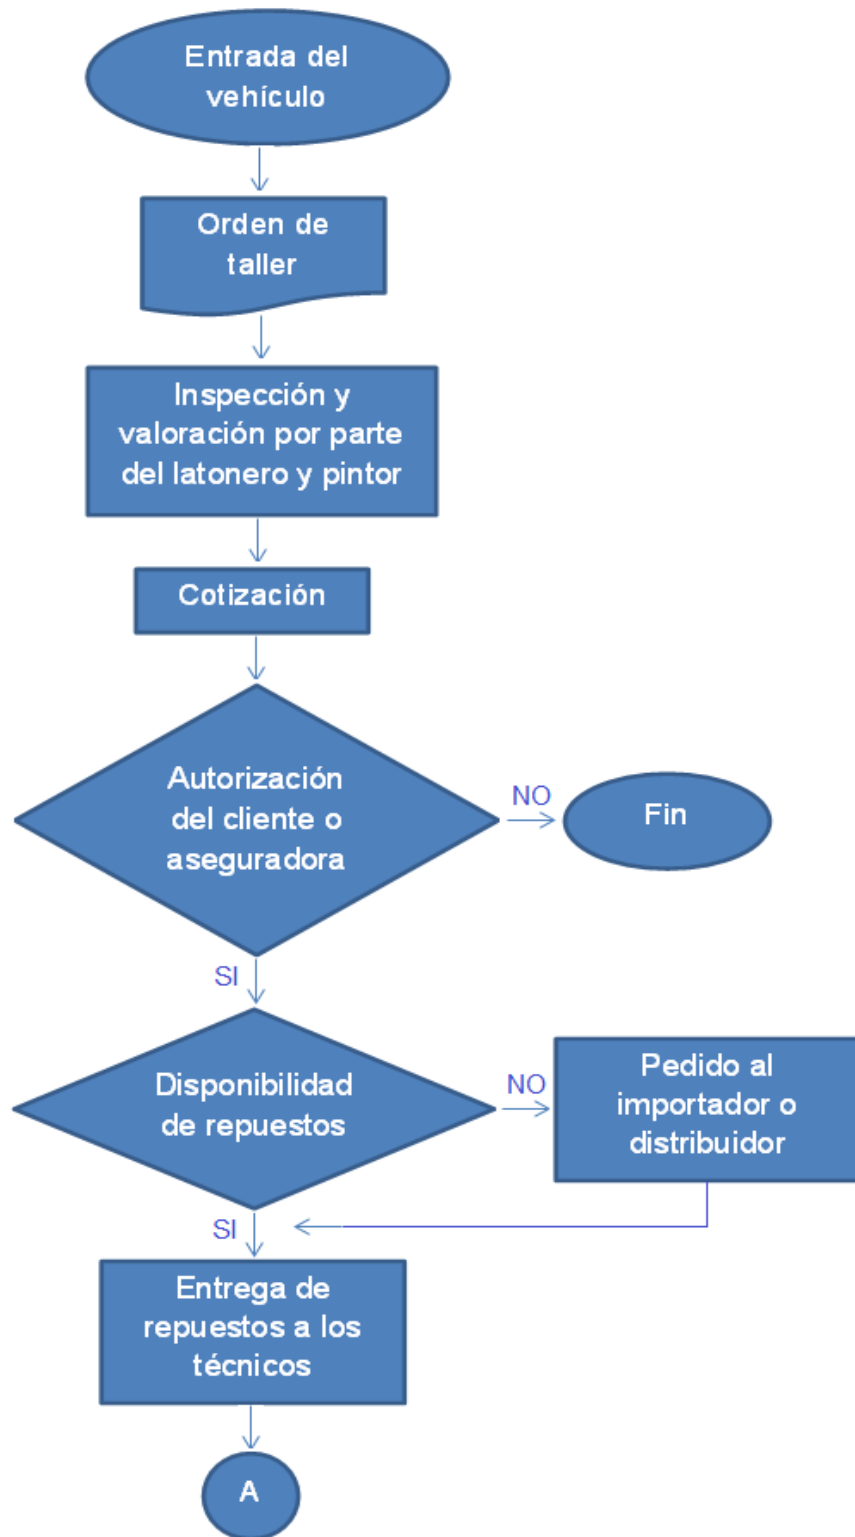 Entrada del
vehículo
Orden de
taller
Inspección y
valoración por parte
del latonero y pintor
Cotización
Autorización
del cliente o
aseguradora
NO
Fin
SI
Disponibilidad
de repuestos
NO
Pedido al
importador o
distribuidor
SI
Entrega de
repuestos a los
técnicos
A